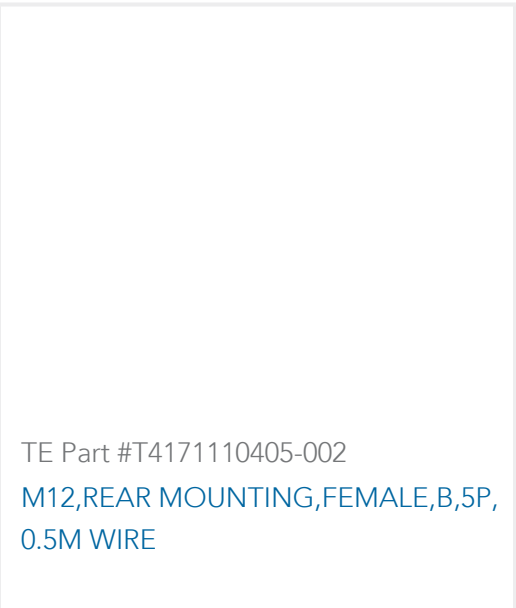 TE Part #T4171110405-002
M12,REAR MOUNTING,FEMALE,B,5P,
0.5M WIRE